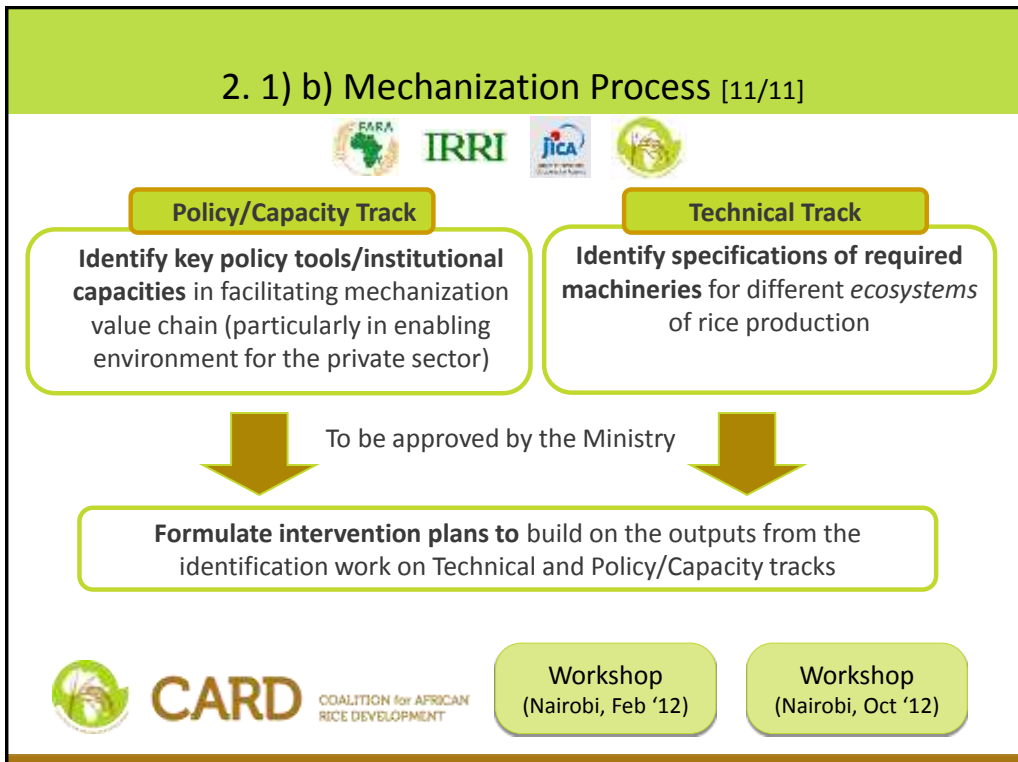 2. 1) b) Mechanization Process [11/11]
FARA
IRRI
jiCA
Policy/Capacity Track
Identify key policy tools/institutional
capacities in facilitating mechanization
value chain (particularly in enabling
environment for the private sector)
Technical Track
Identify specifications of required
machineries for different ecosystems
of rice production
To be approved by the Ministry
Formulate intervention plans to build on the outputs from the
identification work on Technical and Policy/Capacity tracks
CARD
COALITION for AFRICAN
RICE DEVELOPMENT
Workshop
(Nairobi, Feb ‘12)
Workshop
(Nairobi, Oct ‘12)